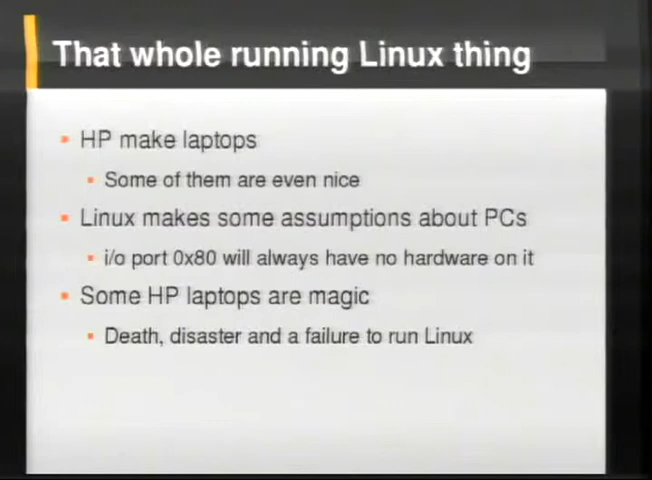 That whole running Linux thing
HP make laptops
Some of them are even nice
Linux makes some assumptions about PCs
i/o port 0x80 will always have no hardware on it
Some HP laptops are magic
Death, disaster and a failure to run Linux